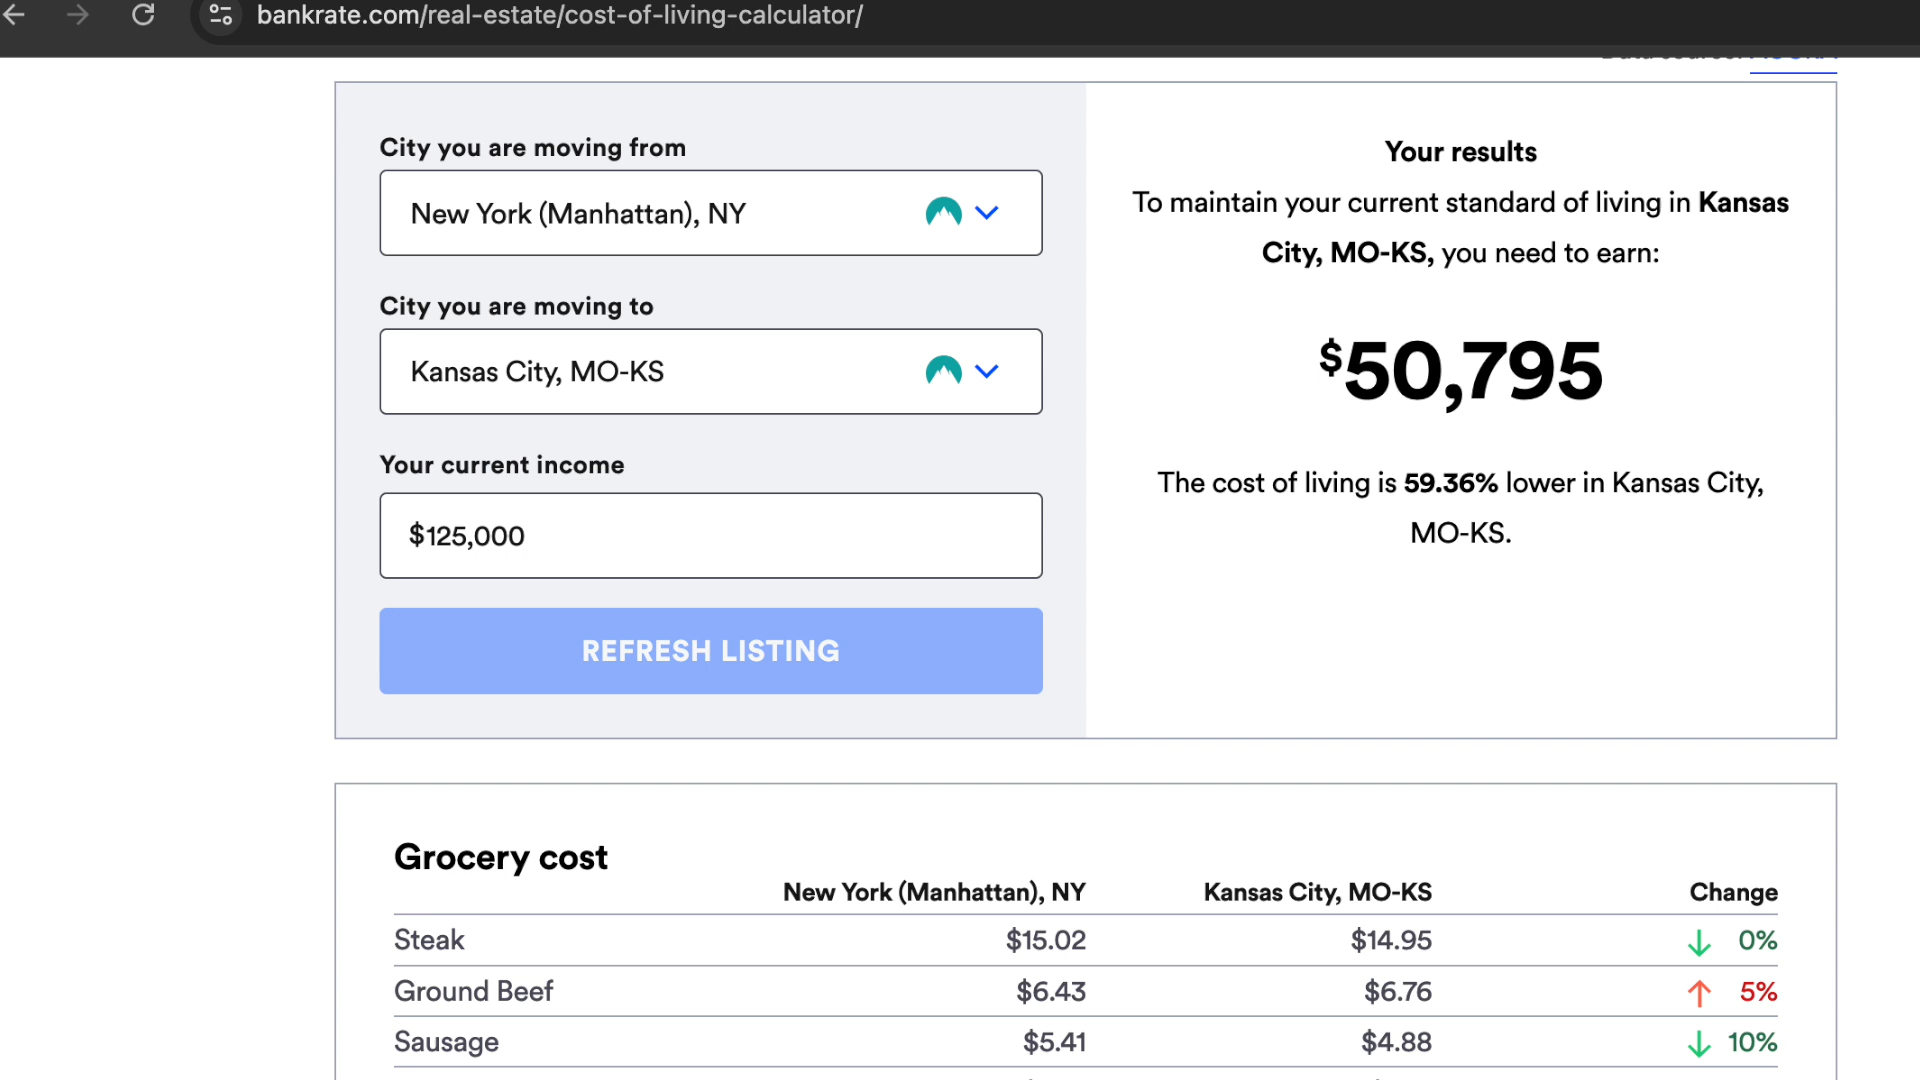 bankrate.com/real-estate/cost-of-living-calculator/
City you are moving from
New York (Manhattan), NY
City you are moving to
Kansas City, MO-KS
Your current income
$125,000
REFRESH LISTING
Your results
To maintain your current standard of living in Kansas
City, MO-KS, you need to earn:
$50,795
The cost of living is 59.36% lower in Kansas City,
MO-KS.
Grocery cost
New York (Manhattan), NY Kansas City, MO-KS Change
Steak $15.02 $14.95 0%
Ground Beef $6.43 $6.76 5%
Sausage $5.41 $4.88 10%